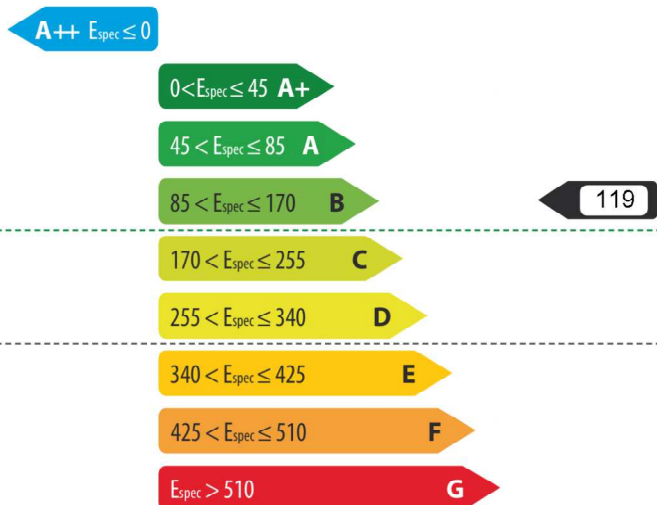 A++ Espec ≤ 0
0<Espec ≤ 45 A+
45 < Espec ≤ 85 A
85 < Espec ≤ 170 B
119
170 < Espec ≤ 255 C
255 < Espec ≤ 340 D
340 < Espec ≤ 425 E
425 < Espec ≤ 510 F
Espec > 510 G